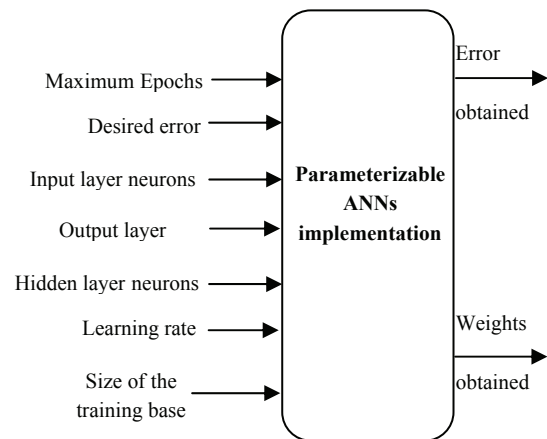 Maximum Epochs
Desired error
Input layer neurons
Output layer
Hidden layer neurons
Learning rate
Size of the
training base
Parameterizable
ANNs
implementation
Error
obtained
Weights
obtained